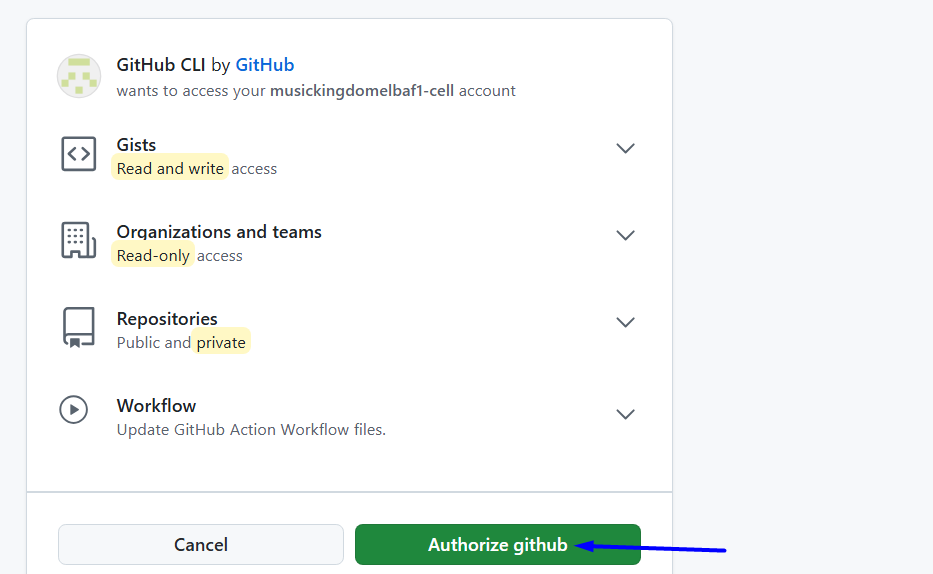 GitHub CLI by GitHub
wants to access your musickingdomelbaf1-cell account
Gists
Read and write access
Organizations and teams
Read-only access
Repositories
Public and private
Workflow
Update GitHub Action Workflow files.
Cancel
Authorize github